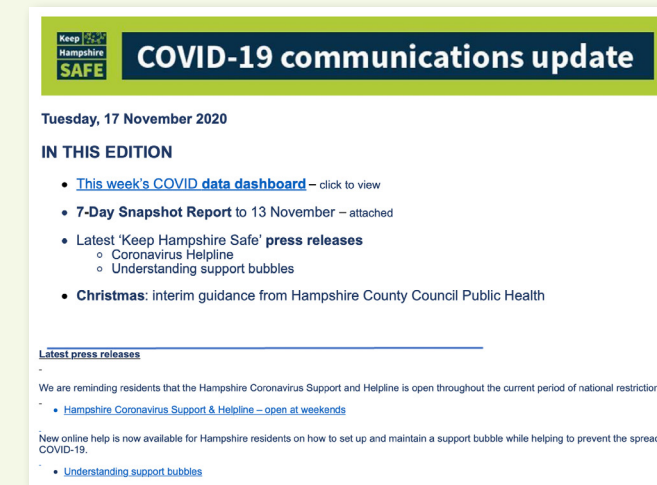 Keep
Hampshire
SAFE
COVID-19 communications update
Tuesday, 17 November 2020
IN THIS EDITION
• This week's COVID data dashboard – click to view
• 7-Day Snapshot Report to 13 November – attached
• Latest 'Keep Hampshire Safe' press releases
○ Coronavirus Helpline
○ Understanding support bubbles
• Christmas: interim guidance from Hampshire County Council Public Health
Latest press releases
We are reminding residents that the Hampshire Coronavirus Support and Helpline is open throughout the current period of national
• Hampshire Coronavirus Support & Helpline – open at weekends
New online help is now available for Hampshire residents on how to set up and maintain a support bubble while helping to prevent the
COVID-19.
• Understanding support bubbles